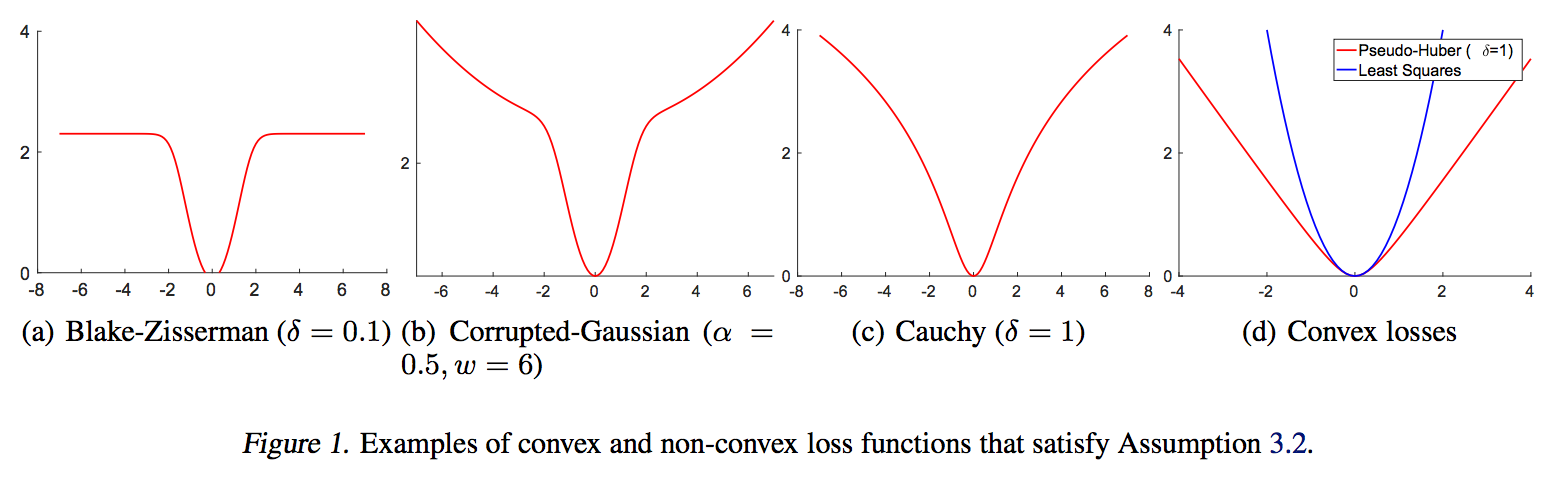 4
2
0
-8 -6 -4 -2 0 2 4 6 8
(a) Blake-Zisserman (δ = 0.1)
2
-6 -4 -2 0 2 4 6
(b) Corrupted-Gaussian (α =
0.5, w = 6)
4
2
0
-8 -6 -4 -2 0 2 4 6 8
(c) Cauchy (δ = 1)
4
2
0
Pseudo-Huber ( δ=1)
Least Squares
-4 -2 0 2 4
(d) Convex losses
Figure 1. Examples of convex and non-convex loss functions that satisfy Assumption 3.2.